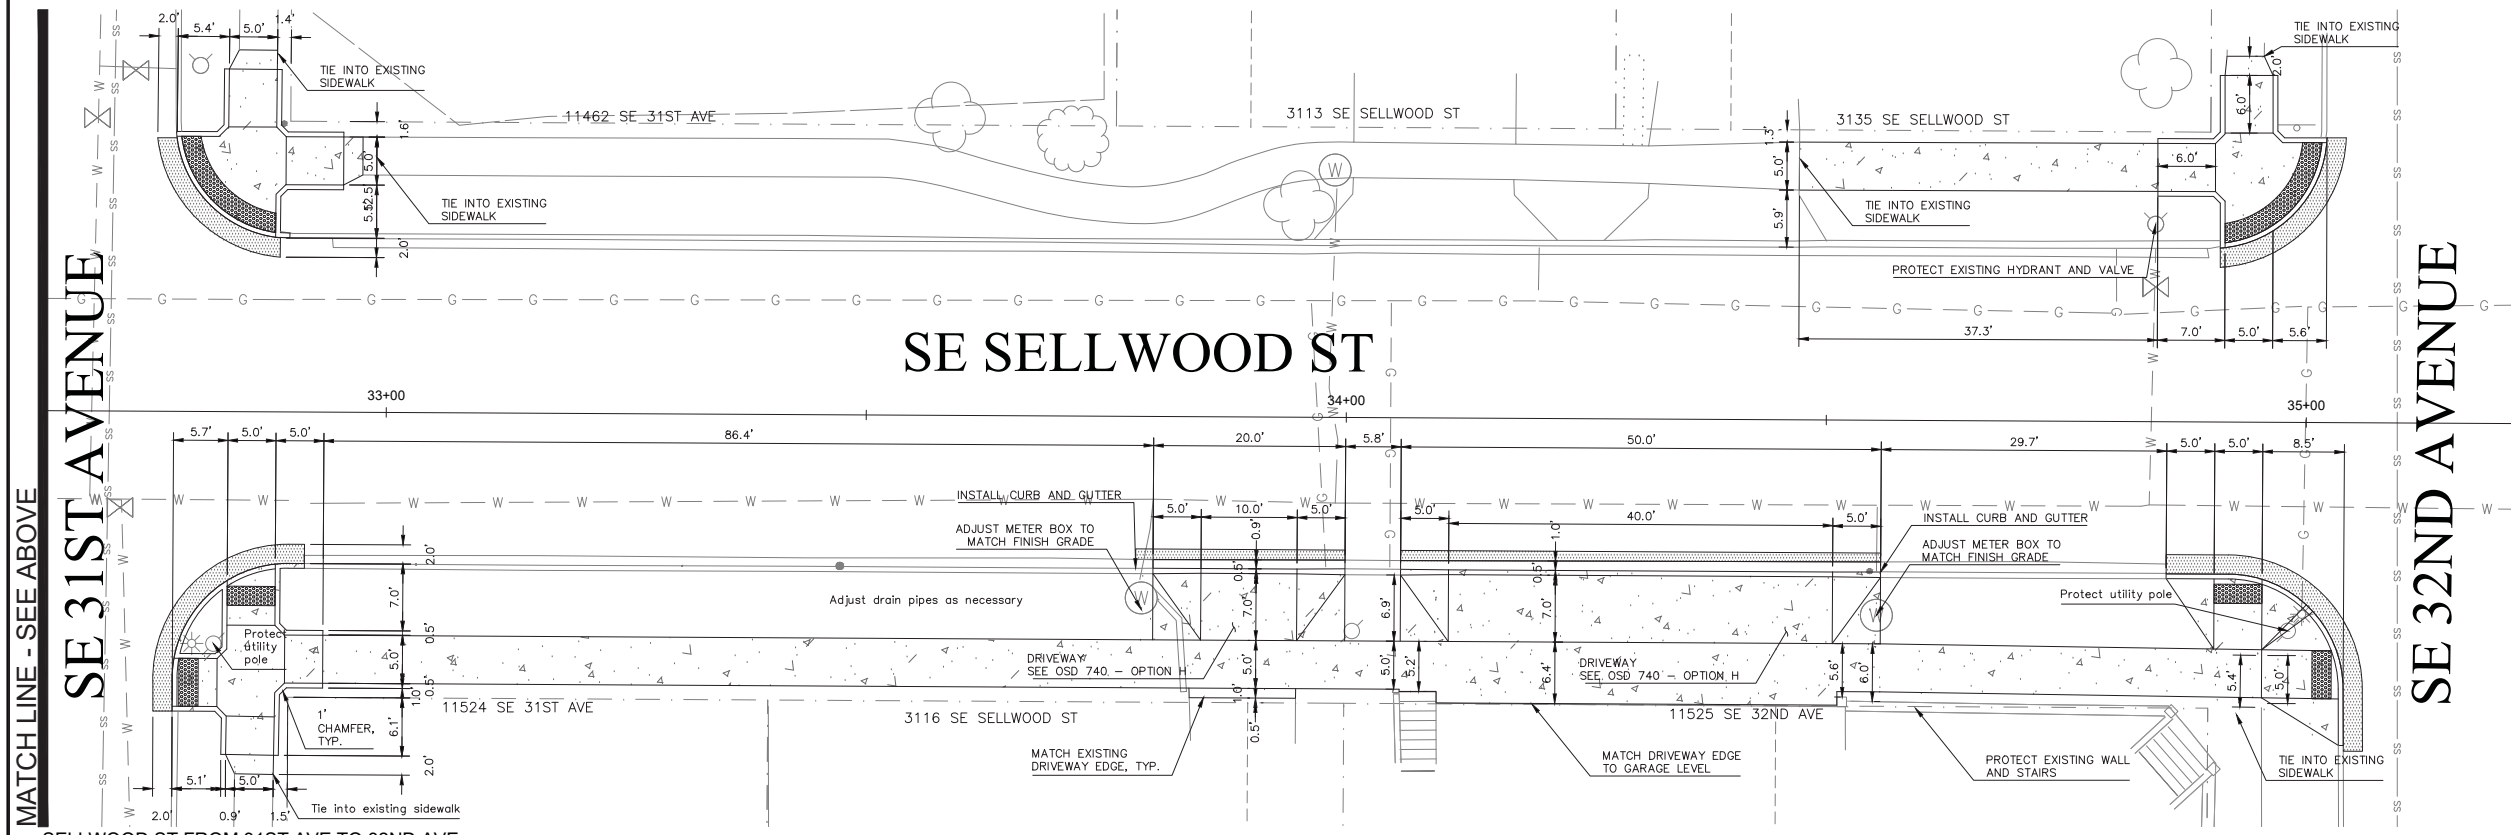 2.0'
5.4'
5.0'
1.4'
TIE INTO EXISTING
SIDEWALK
TIE INTO EXISTING
SIDEWALK
2.0'
6.0'
11462 SE 31ST AVE
3113 SE SELLWOOD ST
3135 SE SELLWOOD ST
1.6'
5.0'
2.0'
TIE INTO EXISTING
SIDEWALK
1.3'
5.0'
5.9'
6.0'
TIE INTO EXISTING
SIDEWALK
W
PROTECT EXISTING HYDRANT AND VALVE
37.3'
7.0'
5.0'
5.6'
SE SELLWOOD ST
SE 31ST AVENUE
SE 32ND AVENUE
MATCH LINE - SEE ABOVE
33+00
34+00
35+00
5.7'
5.0'
5.0'
86.4'
20.0'
5.8'
50.0'
29.7'
5.0'
5.0'
8.5'
INSTALL CURB AND GUTTER
ADJUST METER BOX TO
MATCH FINISH GRADE
5.0'
10.0'
5.0'
5.0'
40.0'
5.0'
INSTALL CURB AND GUTTER
ADJUST METER BOX TO
MATCH FINISH GRADE
2.0'
7.0'
0.5'
5.0'
0.5'
1.0'
6.1'
2.0'
0.9'
0.5'
7.0'
5.0'
1.0'
0.5'
6.9'
5.0'
5.2'
1.0'
0.5'
7.0'
6.4'
5.6'
6.0'
5.4'
5.0'
Adjust drain pipes as necessary
Protect utility pole
Protect
utility
pole
DRIVEWAY
SEE OSD 740 - OPTION H
DRIVEWAY
SEE OSD 740 - OPTION H
11524 SE 31ST AVE
3116 SE SELLWOOD ST
11525 SE 32ND AVE
1'
CHAMFER,
TYP.
MATCH EXISTING
DRIVEWAY EDGE, TYP.
MATCH DRIVEWAY EDGE
TO GARAGE LEVEL
PROTECT EXISTING WALL
AND STAIRS
TIE INTO EXISTING
SIDEWALK
5.1'
5.0'
2.0'
0.9'
1.5'
Tie into existing sidewalk
SELLWOOD ST FROM 31ST AVE TO 32ND AVE